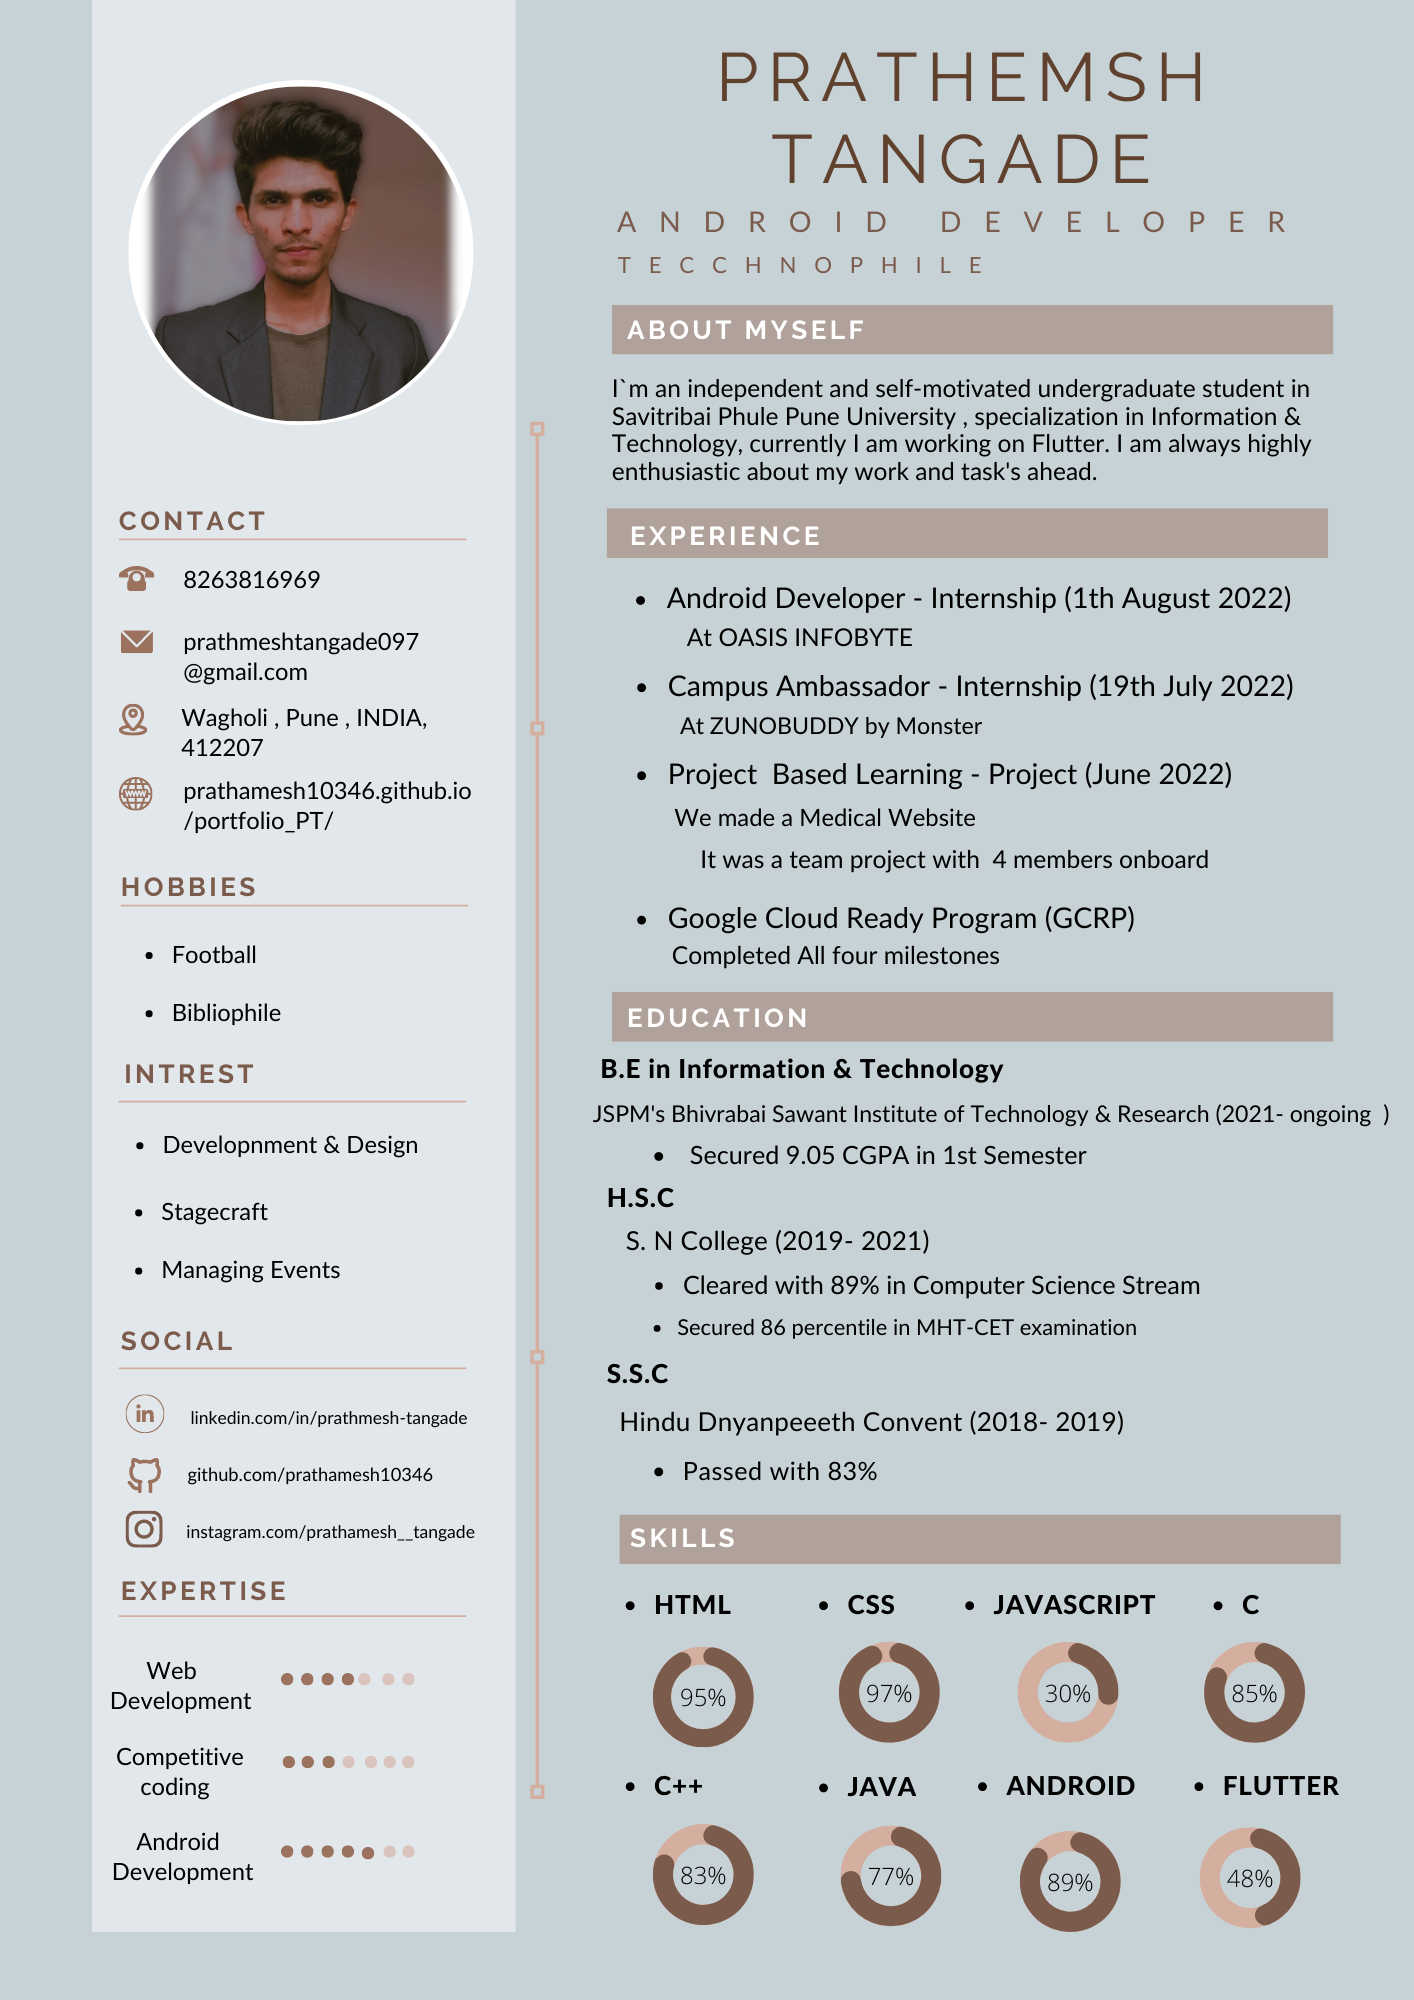 PRATHEMSH
TANGADE
ANDROID DEVELOPER
TECCHNOPHILE
CONTACT
8263816969
prathmeshtangade097
@gmail.com
Wagholi , Pune , INDIA,
412207
WWW
prathamesh10346.github.io
/portfolio_PT/
HOBBIES
• Football
• Bibliophile
INTREST
• Developnment & Design
• Stagecraft
• Managing Events
SOCIAL
in
linkedin.com/in/prathmesh-tangade
github.com/prathamesh10346
instagram.com/prathamesh__tangade
EXPERTISE
Web
Development
Competitive
coding
Android
Development
ABOUT MYSELF
I`m an independent and self-motivated undergraduate student in
Savitribai Phule Pune University , specialization in Information &
Technology, currently I am working on Flutter. I am always highly
enthusiastic about my work and task's ahead.
EXPERIENCE
• Android Developer - Internship (1th August 2022)
At OASIS INFOBYTE
• Campus Ambassador - Internship (19th July 2022)
At ZUNOBUDDY by Monster
• Project Based Learning - Project (June 2022)
We made a Medical Website
It was a team project with 4 members onboard
• Google Cloud Ready Program (GCRP)
Completed All four milestones
EDUCATION
B.E in Information & Technology
JSPM's Bhivrabai Sawant Institute of Technology & Research (2021- ongoing )
• Secured 9.05 CGPA in 1st Semester
H.S.C
S. N College (2019- 2021)
• Cleared with 89% in Computer Science Stream
• Secured 86 percentile in MHT-CET examination
S.S.C
Hindu Dnyanpeeeth Convent (2018- 2019)
• Passed with 83%
SKILLS
• HTML • CSS • JAVASCRIPT • C
95% 97% 30% 85%
• C++ • JAVA • ANDROID • FLUTTER
83% 77% 89% 48%